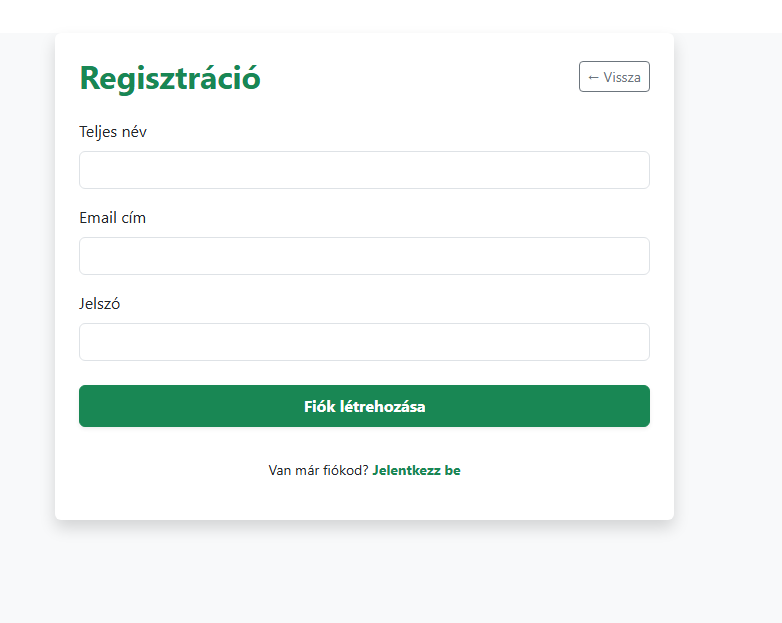 Regisztráció
← Vissza
Teljes név
Email cím
Jelszó
Fiók létrehozása
Van már fiókod? Jelentkezz be